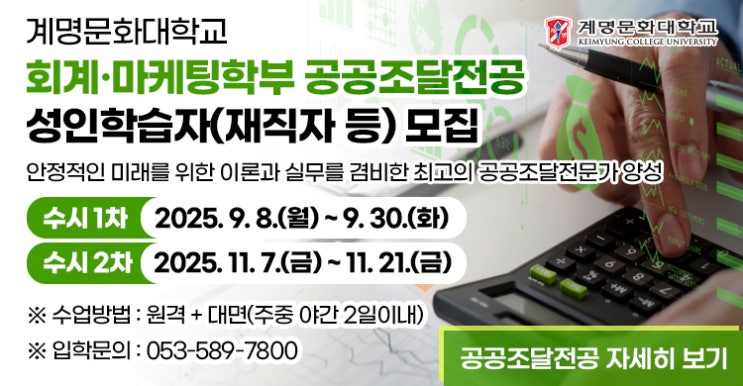 계명문화대학교
계명문화대학교
KEIMYUNG COLLEGE UNIVERSITY
회계·마케팅학부 공공조달전공
성인학습자(재직자 등) 모집
안정적인 미래를 위한 이론과 실무를 겸비한 최고의 공공조달전문가 양성
수시 1차 2025. 9. 8.(월) ~ 9. 30.(화)
수시 2차 2025. 11. 7.(금) ~ 11. 21.(금)
※ 수업방법 : 원격 + 대면(주중 야간 2일이내)
※ 입학문의 : 053-589-7800
공공조달전공 자세히 보기